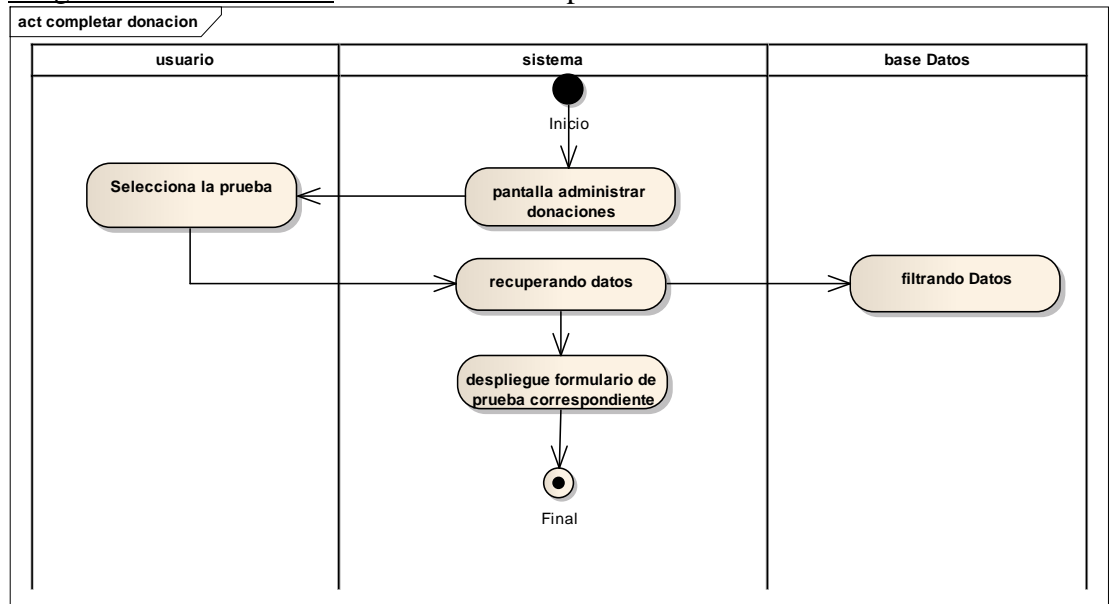 act completar donacion
usuario
sistema
base Datos
Inicio
Selecciona la prueba
pantalla administrar
donaciones
recuperando datos
filtrando Datos
despliegue formulario de
prueba correspondiente
Final